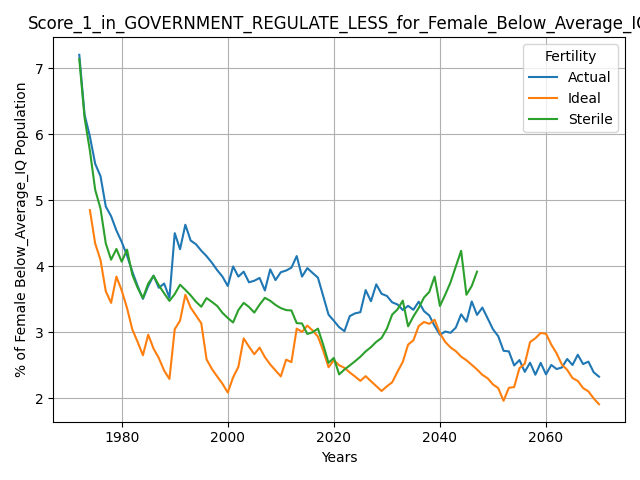 Score_1_in_GOVERNMENT_REGULATE_LESS_for_Female_Below_Average_IQ
Fertility
Actual
Ideal
Sterile
% of Female Below_Average_IQ Population
7
6
5
4
3
2
1980
2000
2020
2040
2060
Years